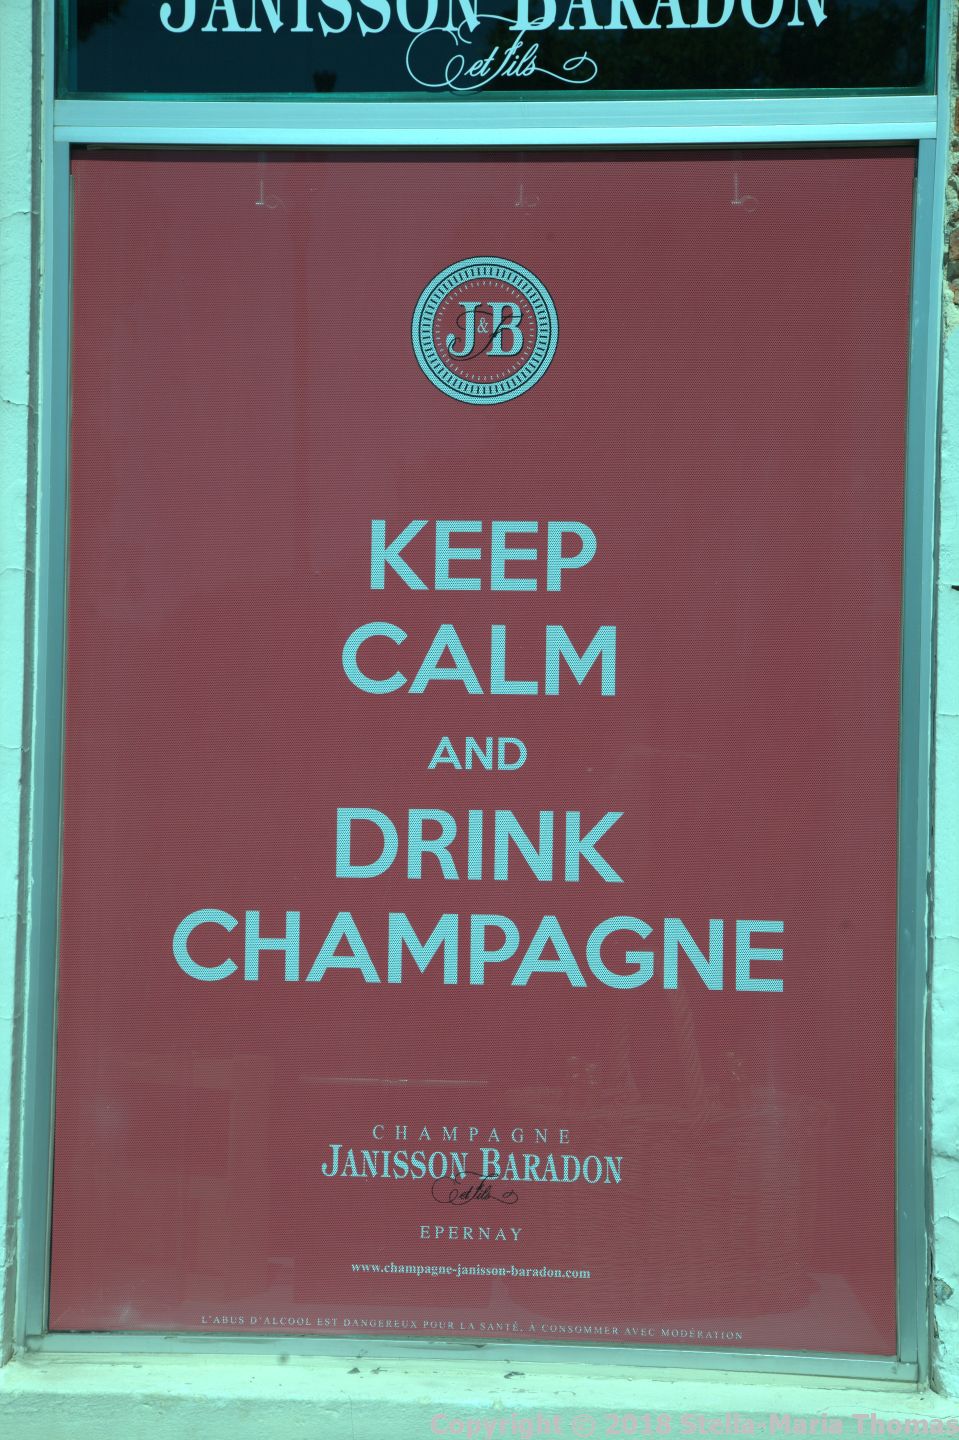 JANISSON BARADON
et Fils
J&B
KEEP
CALM
AND
DRINK
CHAMPAGNE
CHAMPAGNE
JANISSON BARADON
et Fils
EPERNAY
www.champagne-janisson-baradon.com
L'ABUS D'ALCOOL EST DANGEREUX POUR LA SANTÉ, A CONSOMMER AVEC MODÉRATION
Copyright © 2018 Stella-Maria Thomas